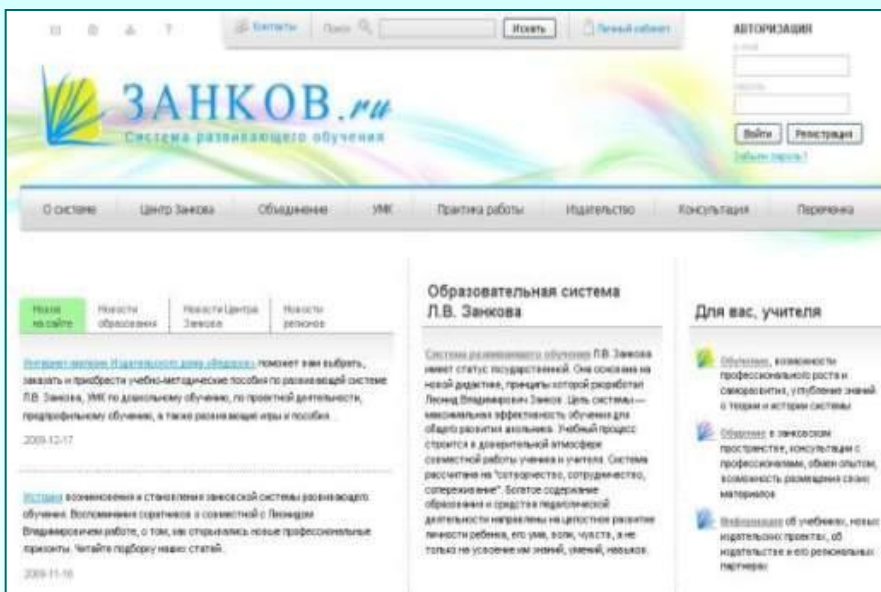 Контакты
Поиск
Искать
Личный кабинет
АВТОРИЗАЦИЯ
e-mail
пароль
Войти
Регистрация
Забыли пароль?
ЗАНКОВ.ru
Система развивающего обучения
О системе
Центр Занкова
Объединение
УМК
Практика работы
Издательство
Консультация
Переменка
Новое
на сайте
Новости
образования
Новости Центра
Занкова
Новости
регионов
Интернет-магазин Издательского дома «Федоров» поможет вам выбрать,
заказать и приобрести учебно-методические пособия по развивающей системе
Л.В. Занкова, УМК по дошкольному обучению, по проектной деятельности,
предпрофильному обучению, а также развивающие игры и пособия.
2009-12-17
История возникновения и становления занковской системы развивающего
обучения. Воспоминания соратников о совместной с Леонидом
Владимировичем работе, о том, как открывались новые профессиональные
горизонты. Читайте подборку наших статей.
2009-11-16
Образовательная система
Л.В. Занкова
Система развивающего обучения Л.В. Занкова
имеет статус государственной. Она основана на
новой дидактике, принципы которой разработал
Леонид Владимирович Занков. Цель системы —
максимальная эффективность обучения для
общего развития школьника. Учебный процесс
строится в доверительной атмосфере
совместной работы ученика и учителя. Система
рассчитана на "сотворчество, сотрудничество,
сопереживание". Богатое содержание
образования и средства педагогической
деятельности направлены на целостное развитие
личности ребенка, его ума, воли, чувств, а не
только на усвоение им знаний, умений, навыков.
Для вас, учителя
Обучение, возможности
профессионального роста и
саморазвития, углубление знаний
о теории и истории системы
Общение в занковском
пространстве, консультации с
профессионалами, обмен опытом,
возможность размещения своих
материалов
Информация об учебниках, новых
издательских проектах, об
издательстве и его региональных
партнерах